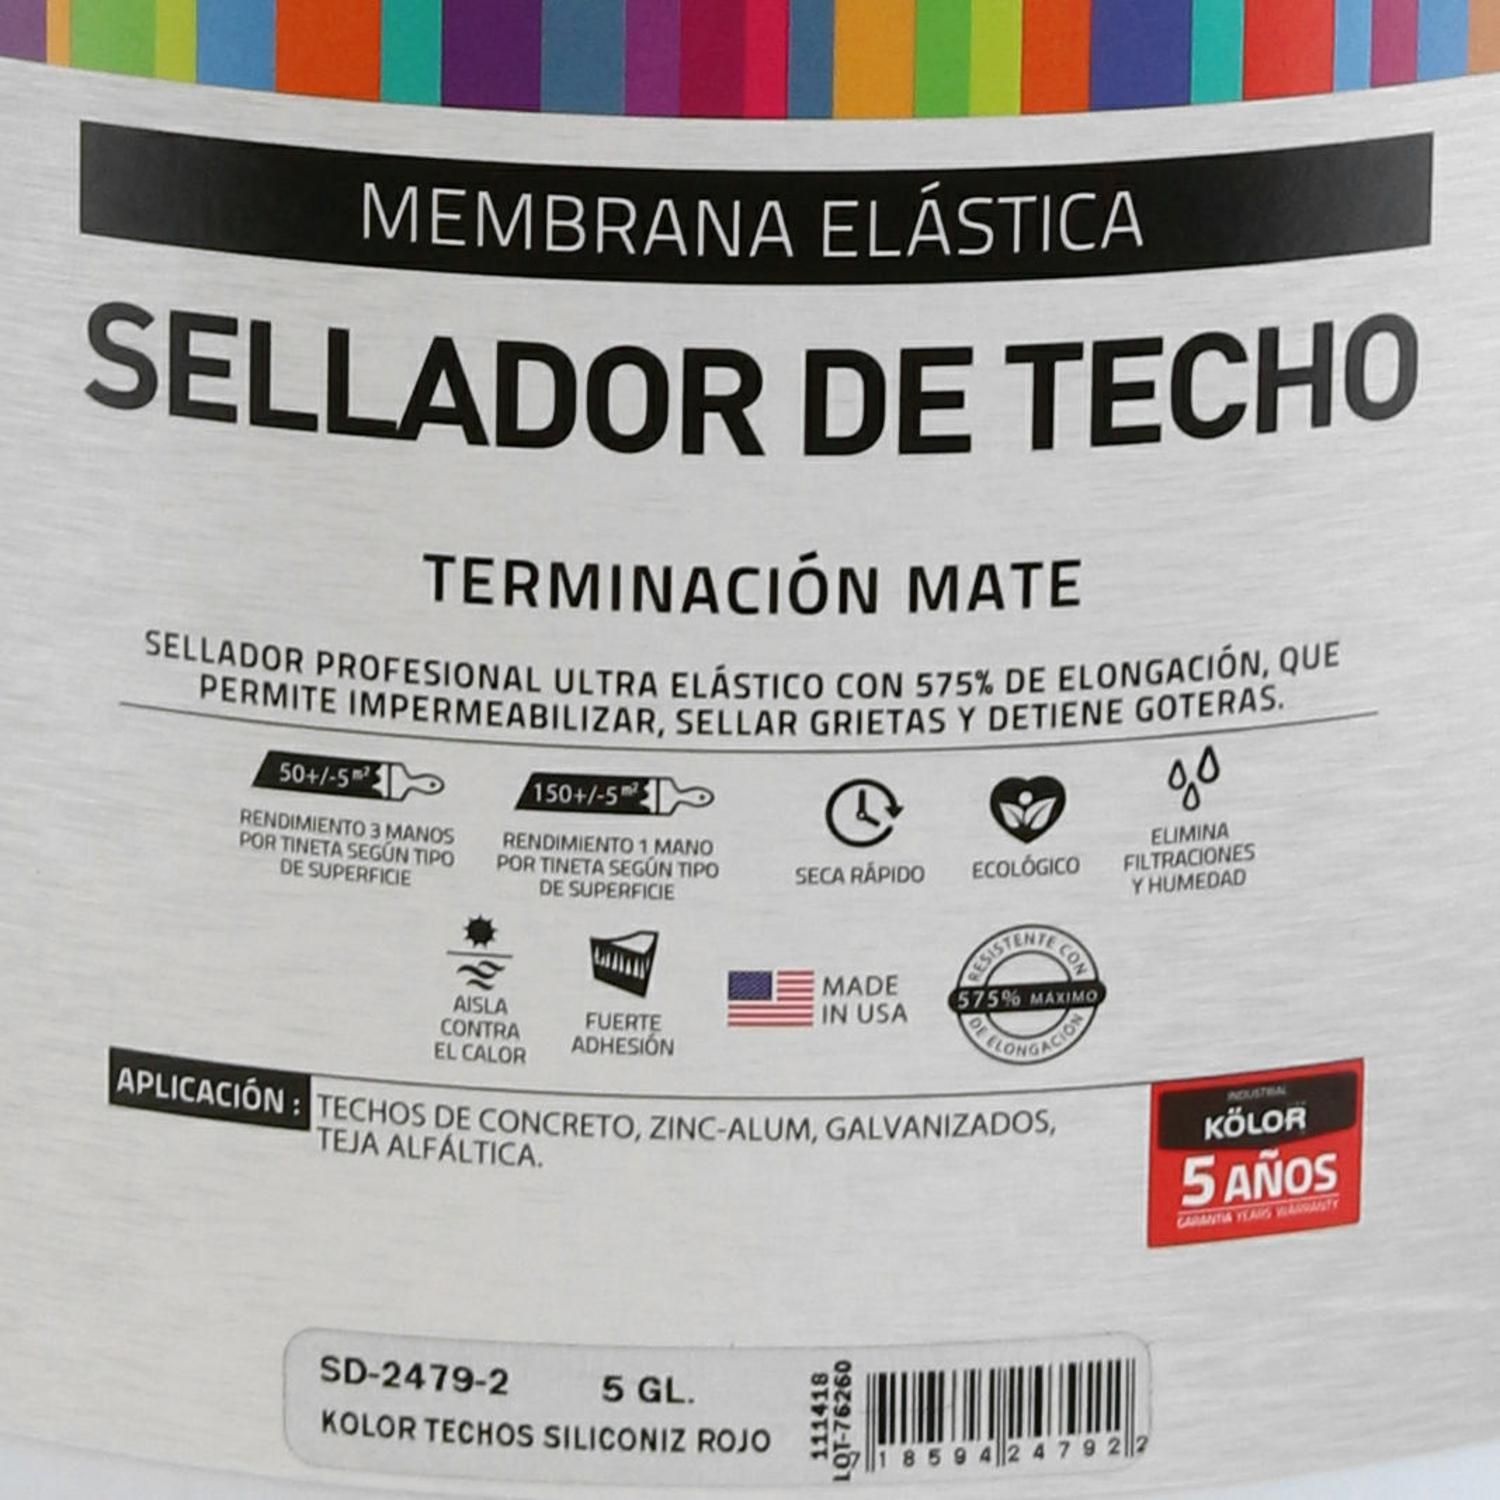 MEMBRANA ELÁSTICA
SELLADOR DE TECHO
TERMINACIÓN MATE
SELLADOR PROFESIONAL ULTRA ELÁSTICO CON 575% DE ELONGACIÓN, QUE
PERMITE IMPERMEABILIZAR, SELLAR GRIETAS Y DETIENE GOTERAS.
50+/-5 m²
RENDIMIENTO 3 MANOS
POR TINETA SEGÚN TIPO
DE SUPERFICIE
150+/-5 m²
RENDIMIENTO 1 MANO
POR TINETA SEGÚN TIPO
DE SUPERFICIE
SECA RÁPIDO
ECOLÓGICO
ELIMINA
FILTRACIONES
Y HUMEDAD
AISLA
CONTRA
EL CALOR
FUERTE
ADHESIÓN
MADE
IN USA
RESISTENTE CON
575% MÁXIMO
DE ELONGACIÓN
APLICACIÓN :
TECHOS DE CONCRETO, ZINC-ALUM, GALVANIZADOS,
TEJA ALFÁLTICA.
INDUSTRIAL
KÖLOR
5 AÑOS
GARANTIA YEARS WARRANTY
SD-2479-2 5 GL.
KOLOR TECHOS SILICONIZ ROJO
111418
LOT-76260
7 18594 24792 2